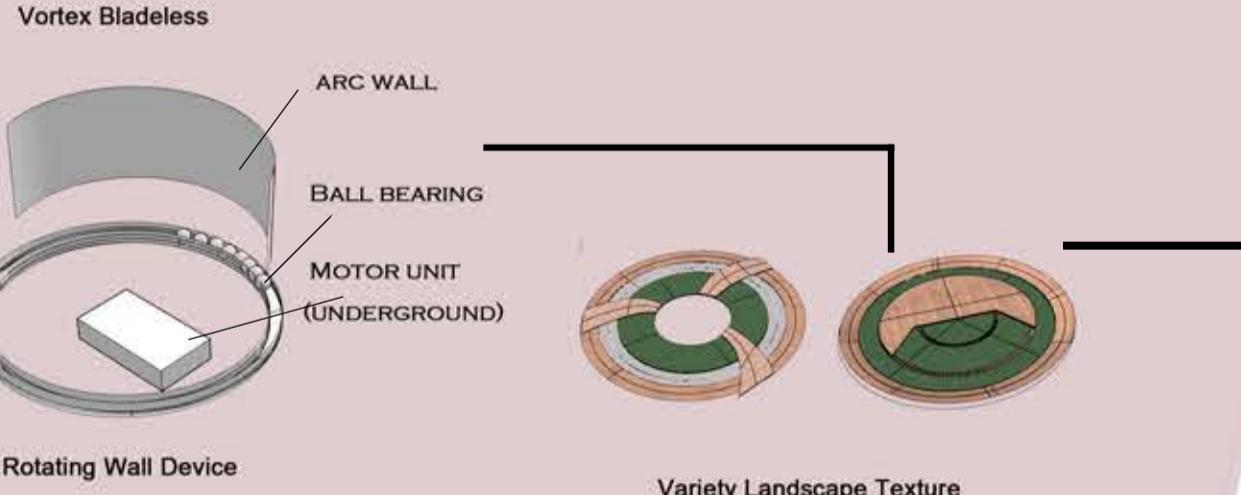 Vortex Bladeless
ARC WALL
BALL BEARING
MOTOR UNIT
(UNDERGROUND)
Rotating Wall Device
Variety Landscape Texture